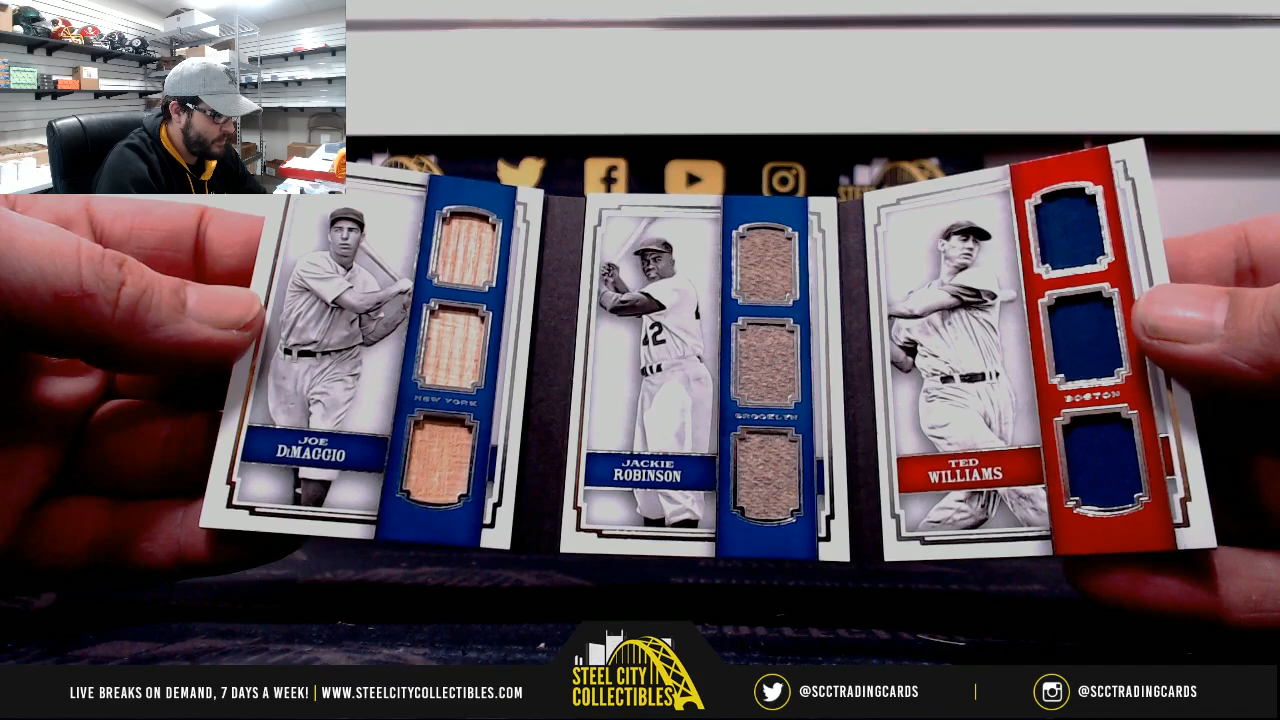 NEW YORK
JOE
DiMAGGIO
42
BROOKLYN
JACKIE
ROBINSON
BOSTON
TED
WILLIAMS
LIVE BREAKS ON DEMAND, 7 DAYS A WEEK! | WWW.STEELCITYCOLLECTIBLES.COM
STEEL CITY
COLLECTIBLES
@SCCTRADINGCARDS
@SCCTRADINGCARDS